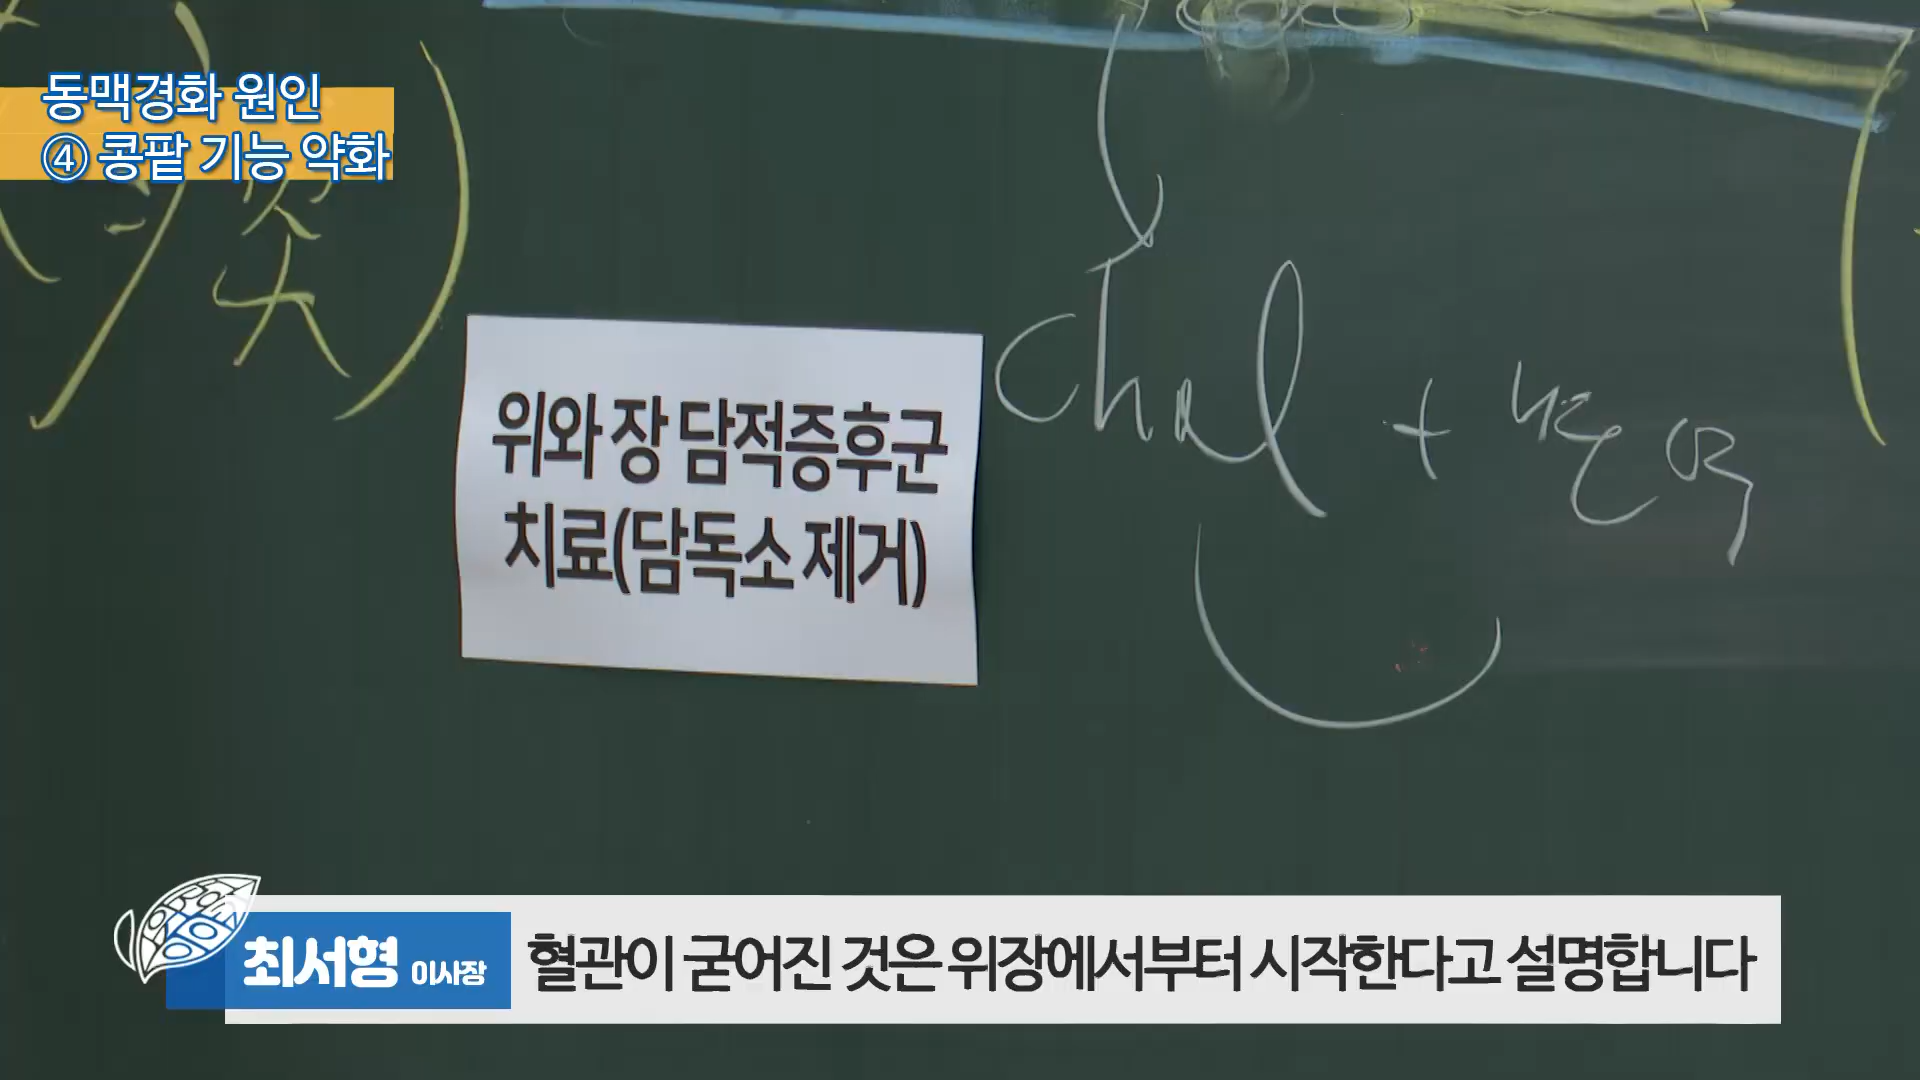 동맥경화 원인
④ 콩팥 기능 약화
위와 장 담적증후군
치료(담독소 제거)
chol +
최서형 이사장 혈관이 굳어진 것은 위장에서부터 시작한다고 설명합니다